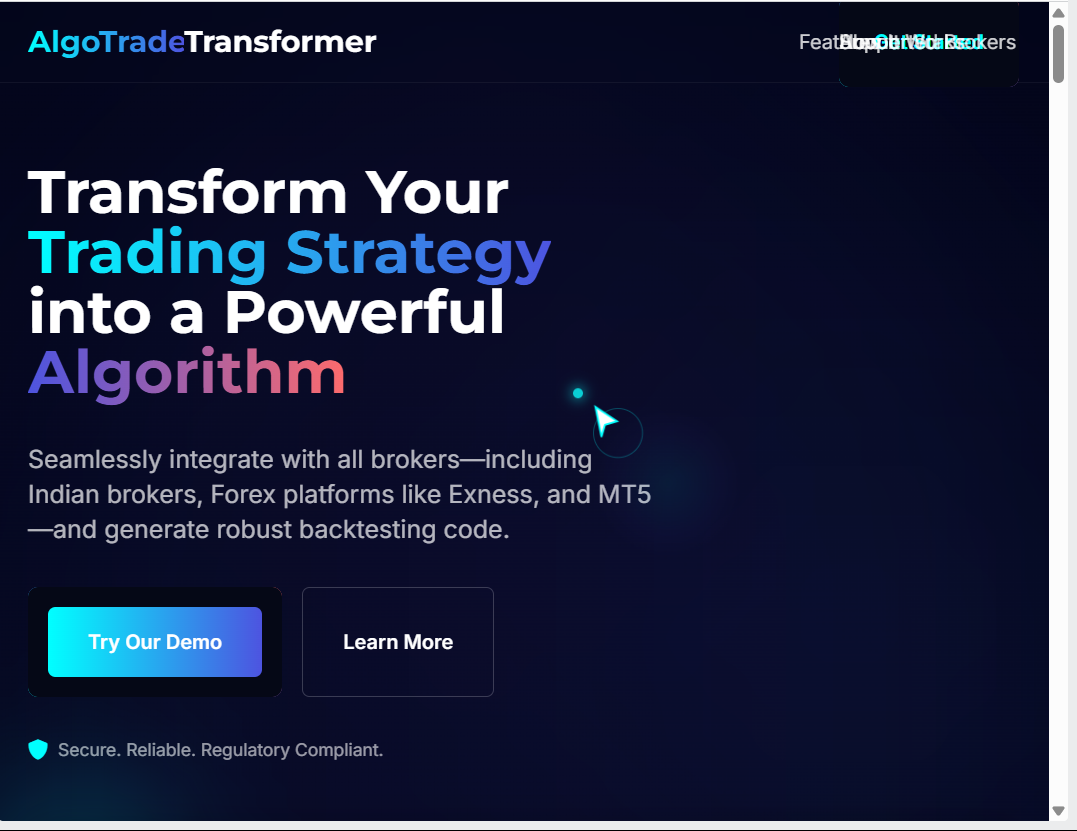 AlgoTradeTransformer
Transform Your
Trading Strategy
into a Powerful
Algorithm
Seamlessly integrate with all brokers—including
Indian brokers, Forex platforms like Exness, and MT5
—and generate robust backtesting code.
Try Our Demo
Learn More
Secure. Reliable. Regulatory Compliant.